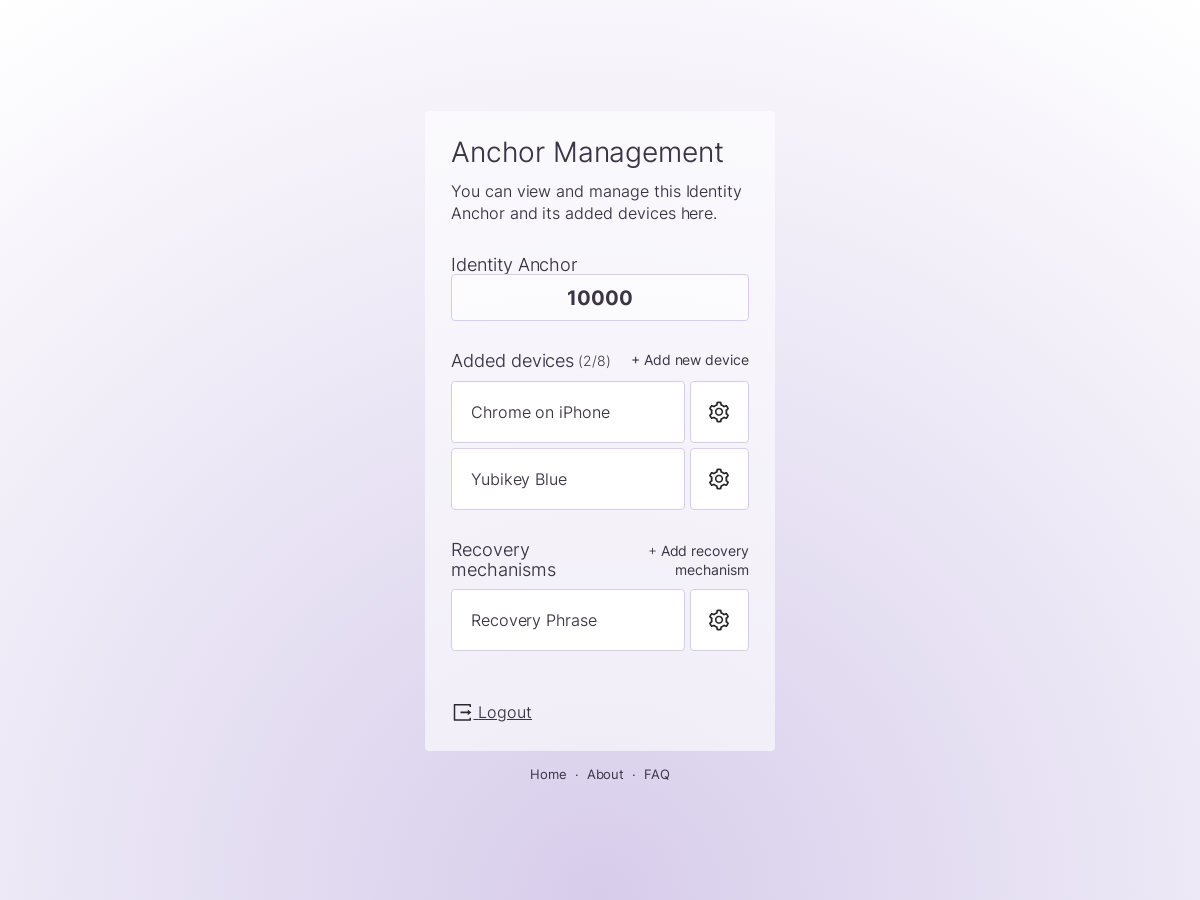 Anchor Management
You can view and manage this Identity
Anchor and its added devices here.
Identity Anchor
10000
Added devices (2/8) + Add new device
Chrome on iPhone
Yubikey Blue
Recovery
mechanisms
+ Add recovery
mechanism
Recovery Phrase
Logout
Home · About · FAQ